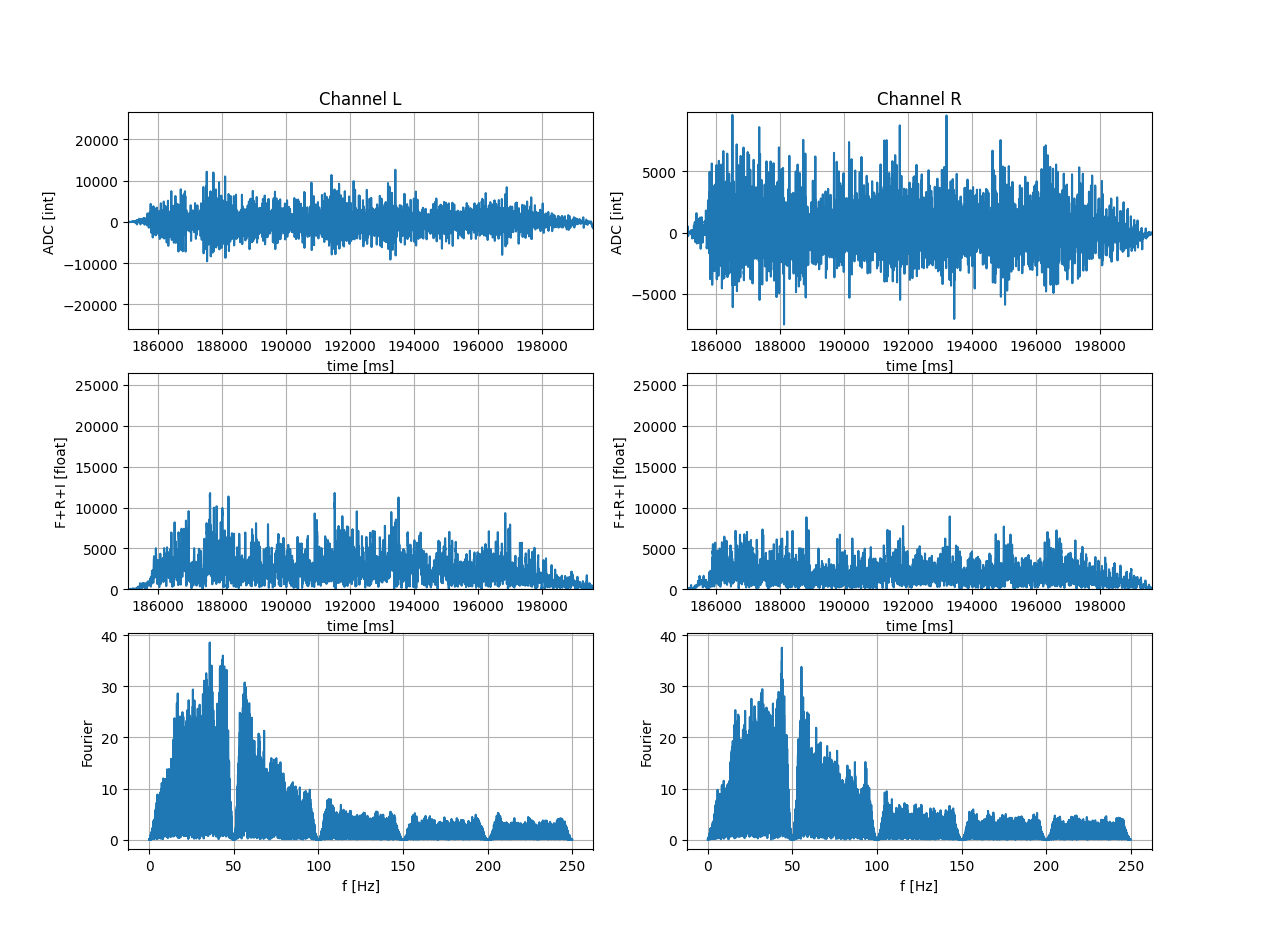 Channel L
Channel R
20000
10000
0
−10000
−20000
ADC [int]
186000 188000 190000 192000 194000 196000 198000
time [ms]
5000
0
−5000
ADC [int]
186000 188000 190000 192000 194000 196000 198000
time [ms]
25000
20000
15000
10000
5000
0
F+R+I [float]
186000 188000 190000 192000 194000 196000 198000
time [ms]
25000
20000
15000
10000
5000
0
F+R+I [float]
186000 188000 190000 192000 194000 196000 198000
time [ms]
40
30
20
10
0
Fourier
0 50 100 150 200 250
f [Hz]
40
30
20
10
0
Fourier
0 50 100 150 200 250
f [Hz]